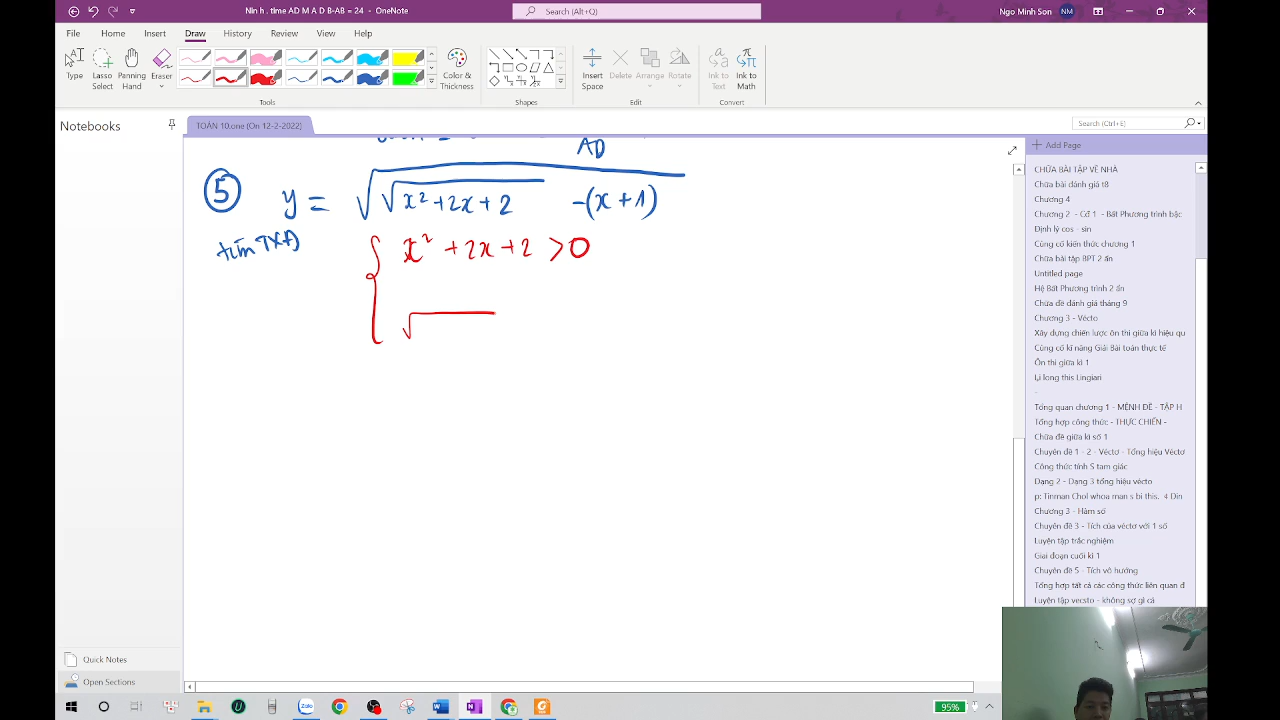 Nin h . time AD M A D B-AB = 24 - OneNote
Search (Alt+Q)
Ngo Minh Son
NM
File Home Insert Draw History Review View Help
Type
Lasso Select
Panning Hand
Eraser
Color & Thickness
Insert Space
Delete
Arrange
Rotate
Ink to Text
Ink to Math
Tools
Shapes
Edit
Convert
Notebooks
TOÁN 10.one (On 12-2-2022)
Search (Ctrl+E)
Add Page
AD
⑤ y = √(√(x² + 2x + 2) - (x + 1))
tìm TXĐ
{ x² + 2x + 2 > 0
√
CHỮA BÀI TẬP VỀ NHÀ
Chữa bài đánh giá t8
Chương 4
Chương 2 - Cđ 1 - Bất Phương trình bậc
Định lý cos - sin
Củng cố kiến thức chương 1
Chữa bài tập BPT 2 ẩn
Untitled page
Hệ Bất Phương trình 2 ẩn
Chữa đề đánh giá tháng 9
Chương 3 - Vécto
Xây dựng chiến lược ôn thi giữa kì hiệu qu
Củng cố kĩ năng Giải Bài toán thực tế
Ôn thi giữa kì 1
Tổng quan chương 1 - MỆNH ĐỀ - TẬP H
Tổng hợp công thức - THỰC CHIẾN -
Chữa đề giữa kì số 1
Chuyên đề 1 - 2 - Véctơ - Tổng hiệu Véctơ
Công thức tính S tam giác
Dạng 2 - Dạng 3 tổng hiệu vécto
Chương 3 - Hàm số
Chuyên đề 3 - Tích của véctơ với 1 số
Luyện tập trắc nghiệm
Giai đoạn cuối kì 1
Chuyên đề 5 - Tích vô hướng
Tổng hợp tất cả các công thức liên quan đ
Luyện tập vecsto - không sợ gì cả
Quick Notes
Open Sections
95%